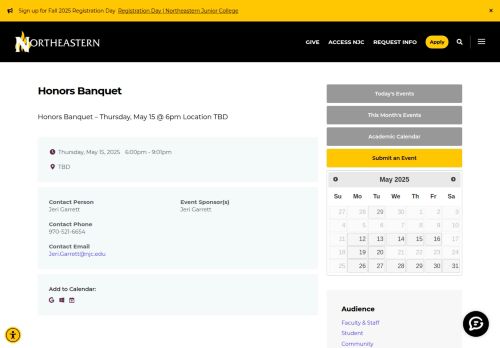 Sign up for Fall 2025 Registration Day Registration Day | Northeastern Junior College ×
NORTHEASTERN
GIVE ACCESS NJC REQUEST INFO Apply
Honors Banquet
Honors Banquet – Thursday, May 15 @ 6pm Location TBD
Thursday, May 15, 2025 6:00pm - 9:01pm
TBD
Contact Person
Jeri Garrett
Event Sponsor(s)
Jeri Garrett
Contact Phone
970-521-6654
Contact Email
Jeri.Garrett@njc.edu
Add to Calendar:
Today's Events
This Month's Events
Academic Calendar
Submit an Event
May 2025
Su Mo Tu We Th Fr Sa
27 28 29 30 1 2 3
4 5 6 7 8 9 10
11 12 13 14 15 16 17
18 19 20 21 22 23 24
25 26 27 28 29 30 31
Audience
Faculty & Staff
Student
Community